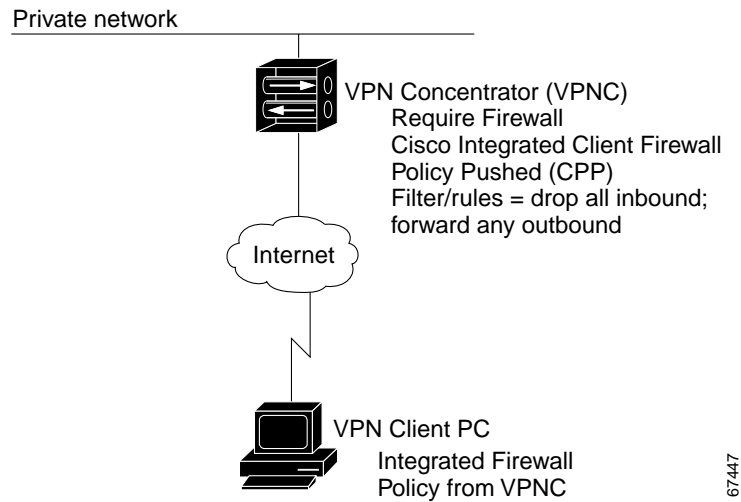 Private network
VPN Concentrator (VPNC)
Require Firewall
Cisco Integrated Client Firewall
Policy Pushed (CPP)
Filter/rules = drop all inbound;
forward any outbound
Internet
VPN Client PC
Integrated Firewall
Policy from VPNC
67447